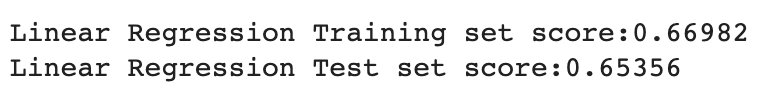 Linear Regression Training set score:0.66982
Linear Regression Test set score:0.65356